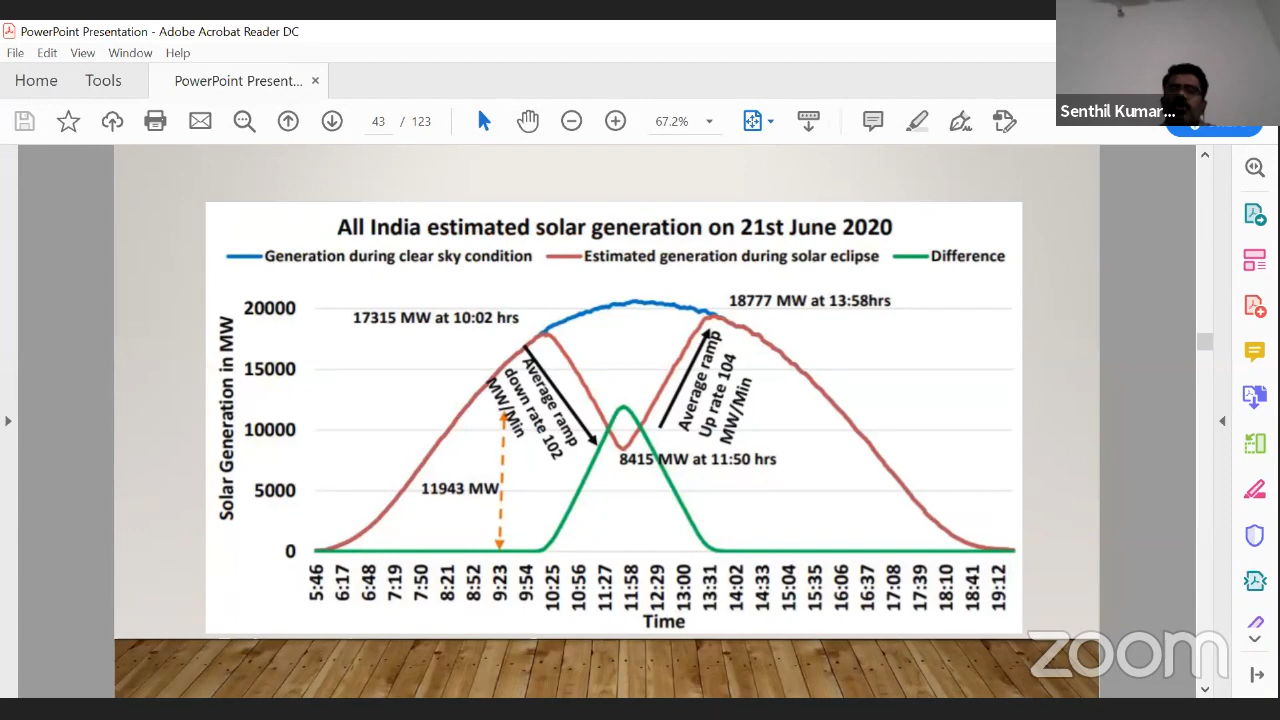 PowerPoint Presentation - Adobe Acrobat Reader DC
File Edit View Window Help
Home Tools PowerPoint Present... ×
43 / 123 67.2%
Senthil Kumar...
All India estimated solar generation on 21st June 2020
Generation during clear sky condition Estimated generation during solar eclipse Difference
Solar Generation in MW
20000
15000
10000
5000
0
17315 MW at 10:02 hrs
18777 MW at 13:58hrs
Average ramp
down rate 102
MW/Min
Average ramp
Up rate 104
MW/Min
8415 MW at 11:50 hrs
11943 MW
5:46 6:17 6:48 7:19 7:50 8:21 8:52 9:23 9:54 10:25 10:56 11:27 11:58 12:29 13:00 13:31 14:02 14:33 15:04 15:35 16:06 16:37 17:08 17:39 18:10 18:41 19:12
Time
zoom